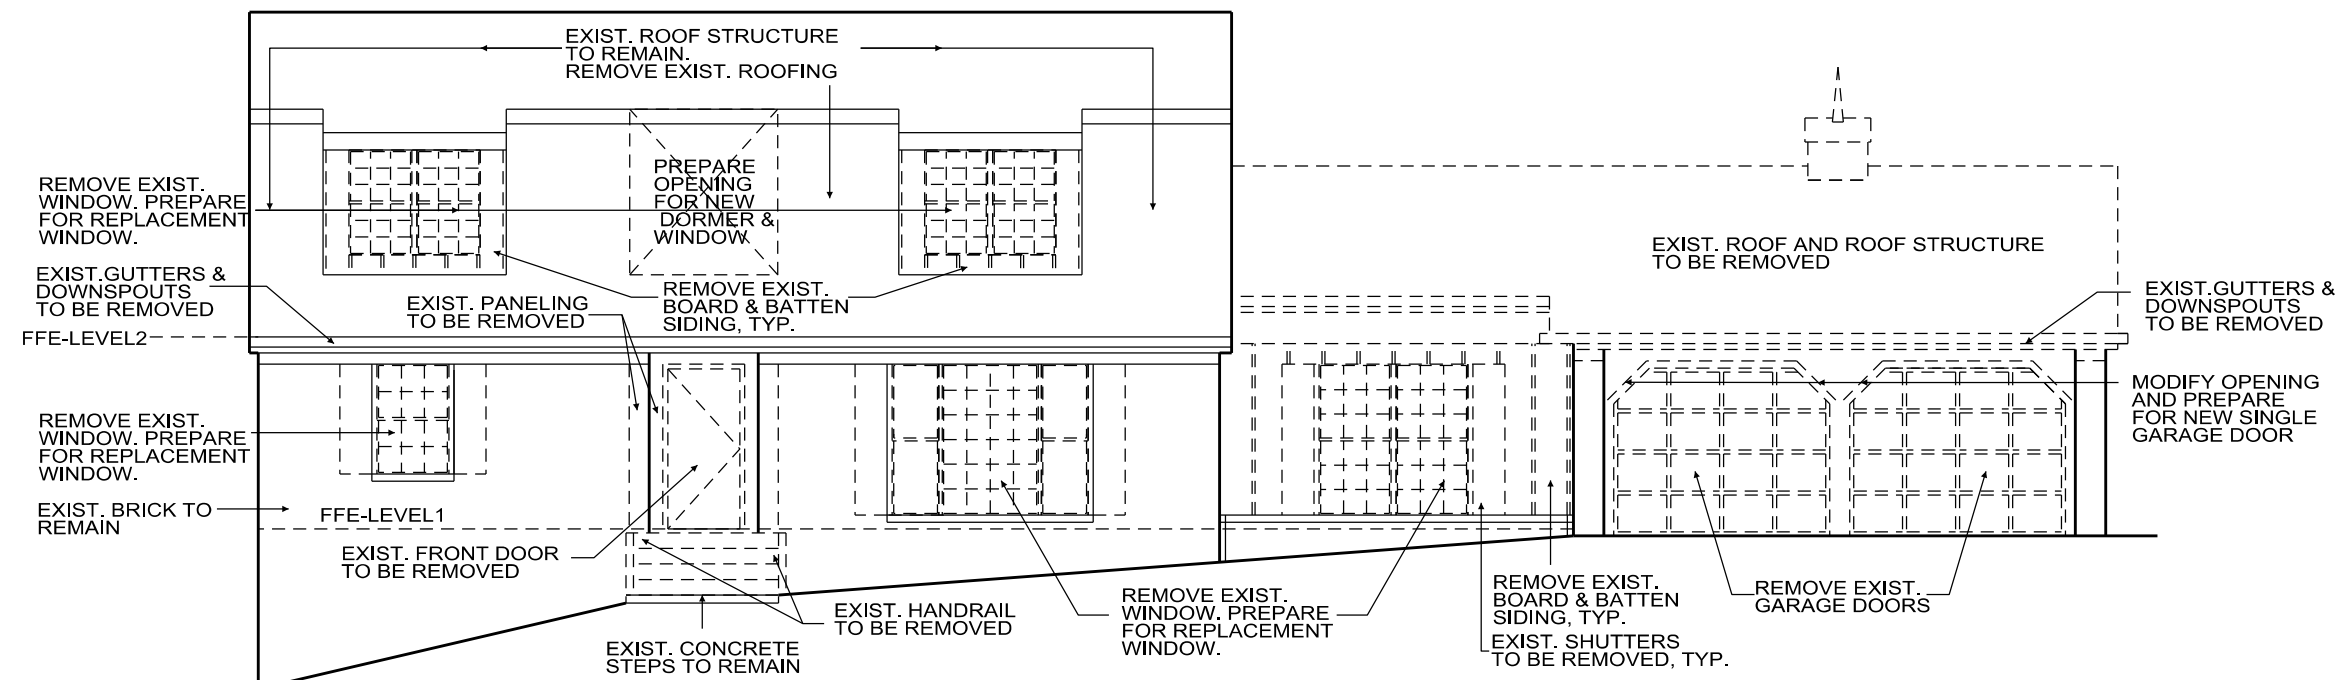 EXIST. ROOF STRUCTURE
TO REMAIN.
REMOVE EXIST. ROOFING
REMOVE EXIST.
WINDOW. PREPARE
FOR REPLACEMENT
WINDOW.
PREPARE
OPENING
FOR NEW
DORMER &
WINDOW
EXIST. ROOF AND ROOF STRUCTURE
TO BE REMOVED
EXIST.GUTTERS &
DOWNSPOUTS
TO BE REMOVED
EXIST. PANELING
TO BE REMOVED
REMOVE EXIST.
BOARD & BATTEN
SIDING, TYP.
EXIST.GUTTERS &
DOWNSPOUTS
TO BE REMOVED
FFE-LEVEL2
MODIFY OPENING
AND PREPARE
FOR NEW SINGLE
GARAGE DOOR
REMOVE EXIST.
WINDOW. PREPARE
FOR REPLACEMENT
WINDOW.
EXIST. BRICK TO
REMAIN
FFE-LEVEL1
EXIST. FRONT DOOR
TO BE REMOVED
EXIST. CONCRETE
STEPS TO REMAIN
EXIST. HANDRAIL
TO BE REMOVED
REMOVE EXIST.
WINDOW. PREPARE
FOR REPLACEMENT
WINDOW.
REMOVE EXIST.
BOARD & BATTEN
SIDING, TYP.
EXIST. SHUTTERS
TO BE REMOVED, TYP.
REMOVE EXIST.
GARAGE DOORS